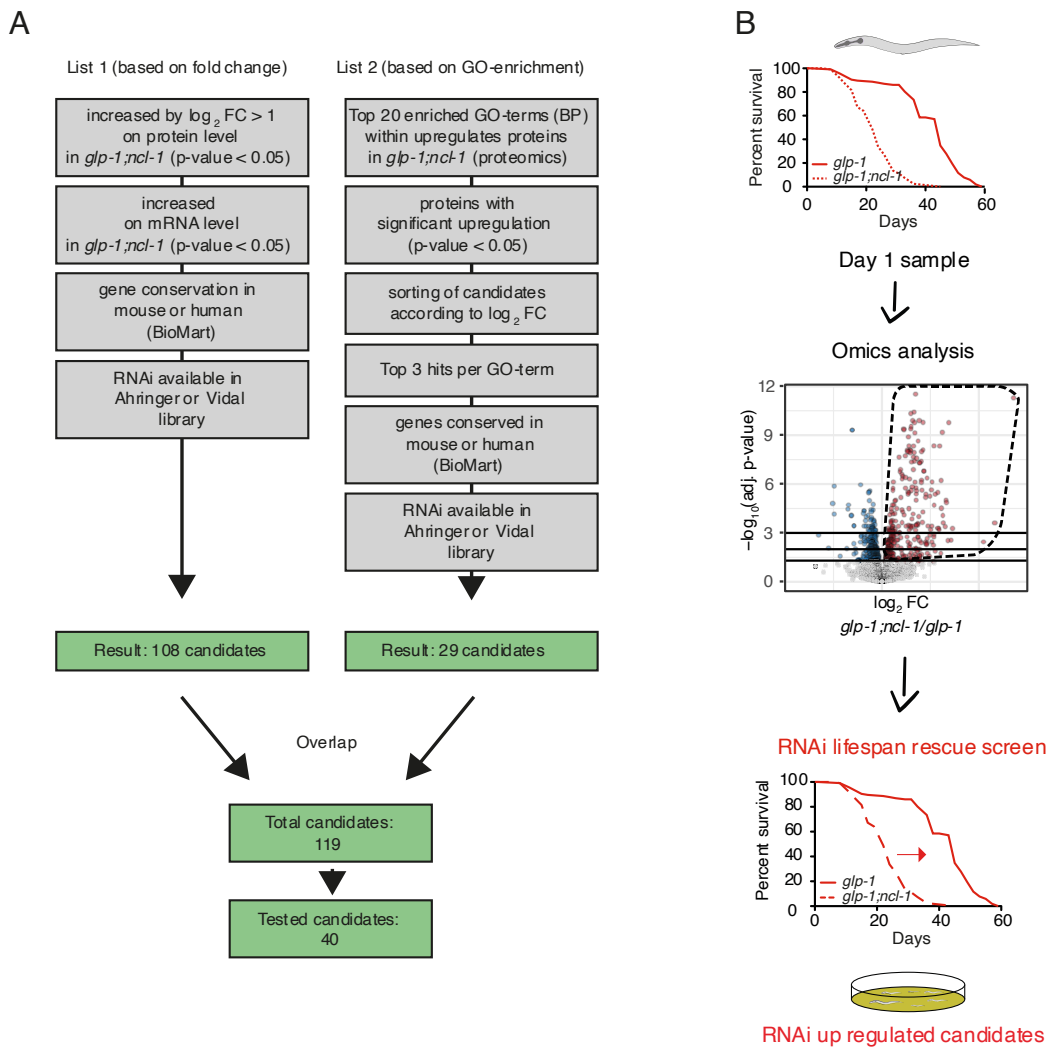 A
List 1 (based on fold change)
increased by log2 FC > 1
on protein level
in glp-1;ncl-1 (p-value < 0.05)
increased
on mRNA level
in glp-1;ncl-1 (p-value < 0.05)
gene conservation in
mouse or human
(BioMart)
RNAi available in
Ahringer or Vidal
library
Result: 108 candidates
List 2 (based on GO-enrichment)
Top 20 enriched GO-terms (BP)
within upregulates proteins
in glp-1;ncl-1 (proteomics)
proteins with
significant upregulation
(p-value < 0.05)
sorting of candidates
according to log2 FC
Top 3 hits per GO-term
genes conserved in
mouse or human
(BioMart)
RNAi available in
Ahringer or Vidal
library
Result: 29 candidates
Overlap
Total candidates:
119
Tested candidates:
40
B
Percent survival
100
80
60
40
20
0
glp-1
glp-1;ncl-1
0 20 40 60
Days
Day 1 sample
Omics analysis
−log10(adj. p-value)
12
9
6
3
0
log2 FC
glp-1;ncl-1/glp-1
RNAi lifespan rescue screen
Percent survival
100
80
60
40
20
0
glp-1
glp-1;ncl-1
0 20 40 60
Days
RNAi up regulated candidates